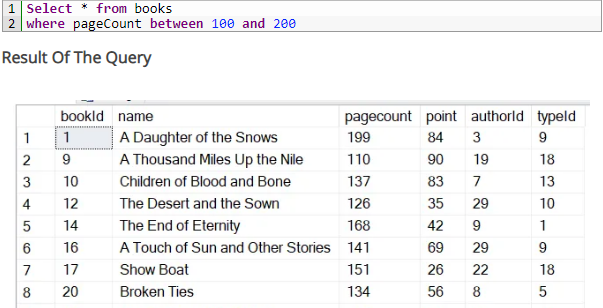 1 Select * from books
2 where pageCount between 100 and 200
Result Of The Query
bookId name pagecount point authorId typeId
1 1 A Daughter of the Snows 199 84 3 9
2 9 A Thousand Miles Up the Nile 110 90 19 18
3 10 Children of Blood and Bone 137 83 7 13
4 12 The Desert and the Sown 126 35 29 10
5 14 The End of Eternity 168 42 9 1
6 16 A Touch of Sun and Other Stories 141 69 29 9
7 17 Show Boat 151 26 22 18
8 20 Broken Ties 134 56 8 5